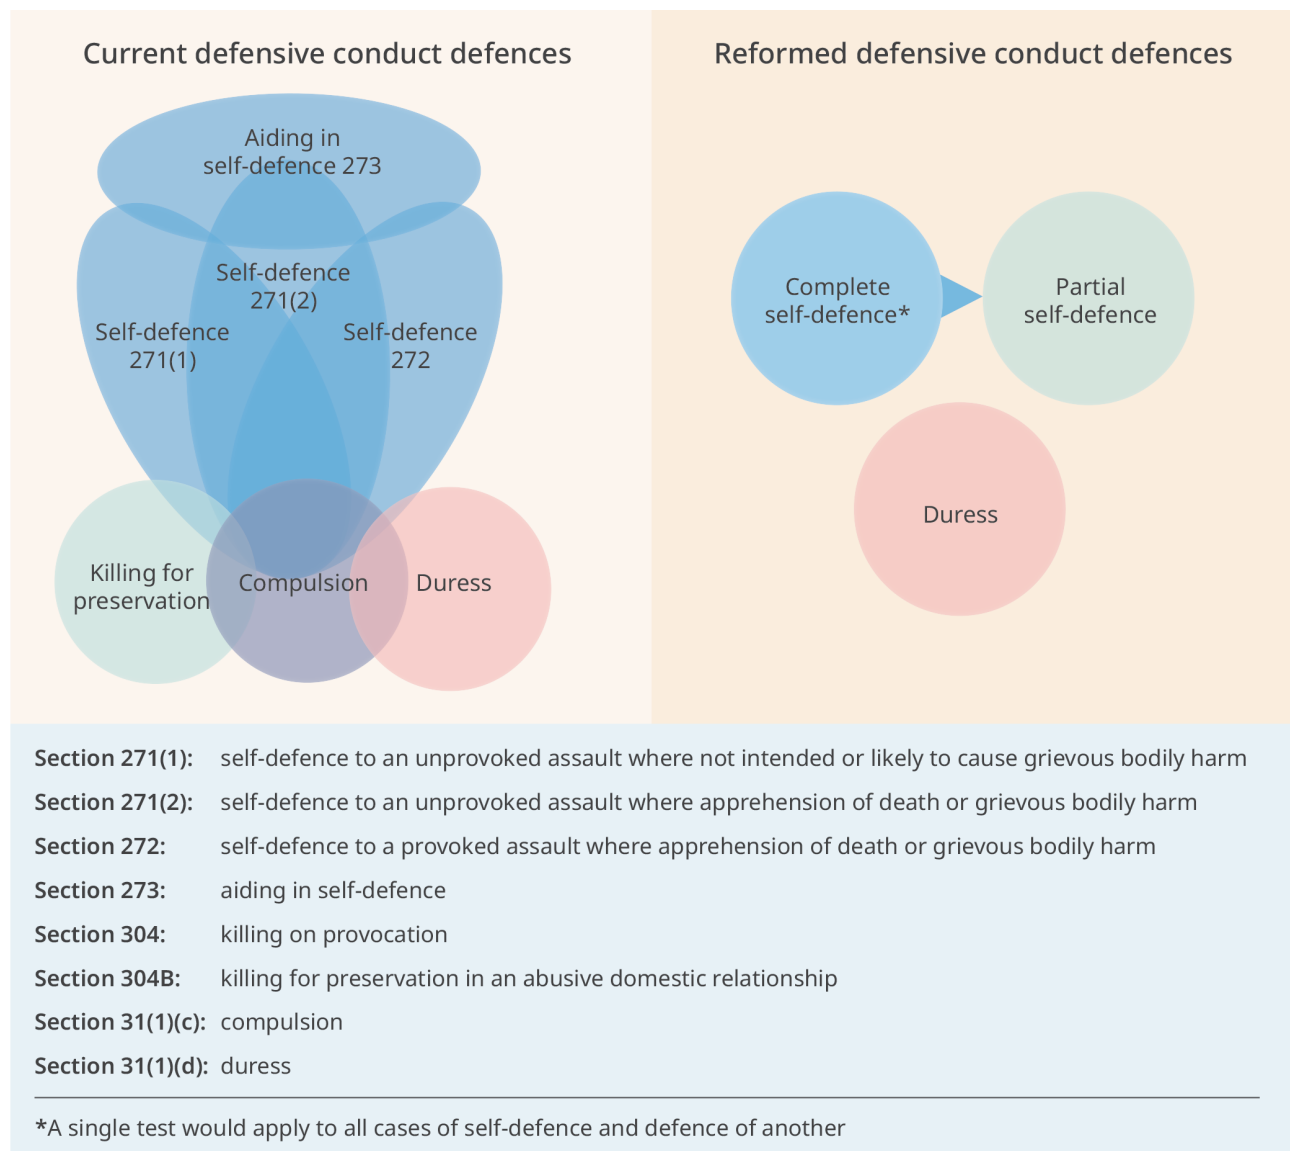 Current defensive conduct defences
Aiding in
self-defence 273
Self-defence
271(2)
Self-defence
271(1)
Self-defence
272
Killing for
preservation
Compulsion
Duress
Reformed defensive conduct defences
Complete
self-defence*
Partial
self-defence
Duress
Section 271(1): self-defence to an unprovoked assault where not intended or likely to cause grievous bodily harm
Section 271(2): self-defence to an unprovoked assault where apprehension of death or grievous bodily harm
Section 272: self-defence to a provoked assault where apprehension of death or grievous bodily harm
Section 273: aiding in self-defence
Section 304: killing on provocation
Section 304B: killing for preservation in an abusive domestic relationship
Section 31(1)(c): compulsion
Section 31(1)(d): duress
*A single test would apply to all cases of self-defence and defence of another